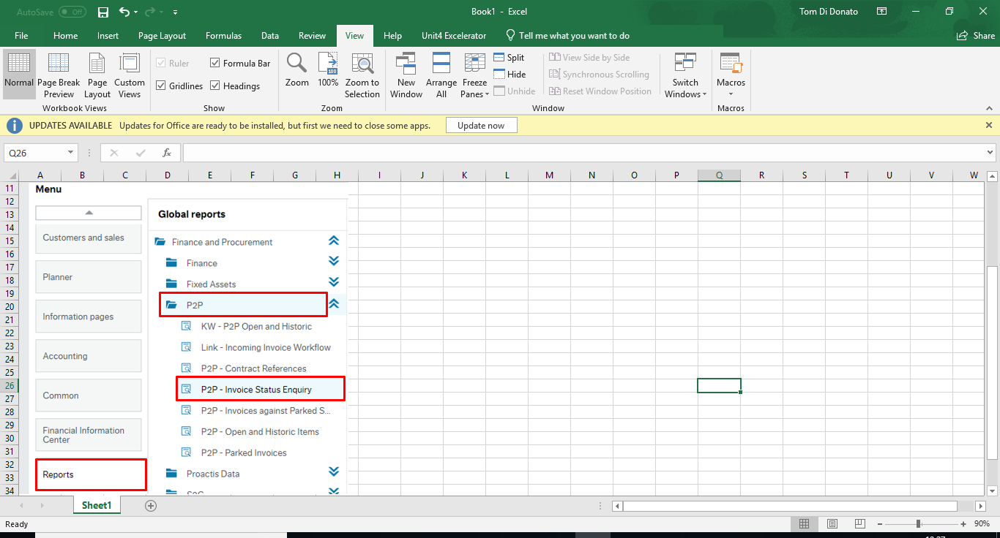 AutoSave Off
Book1 - Excel
Tom Di Donato
File Home Insert Page Layout Formulas Data Review View Help Unit4 Excelerator Tell me what you want to do Share
Normal
Page Break Preview
Page Layout
Custom Views
Workbook Views
Ruler
Formula Bar
Gridlines
Headings
Show
Zoom
100%
100
Zoom to Selection
Zoom
New Window
Arrange All
Freeze Panes
Split
Hide
Unhide
View Side by Side
Synchronous Scrolling
Reset Window Position
Switch Windows
Window
Macros
Macros
UPDATES AVAILABLE Updates for Office are ready to be installed, but first we need to close some apps. Update now
Q26
fx
A B C D E F G H I J K L M N O P Q R S T U V W
11
12
13
14
15
16
17
18
19
20
21
22
23
24
25
26
27
28
29
30
31
32
33
34
Menu
Customers and sales
Planner
Information pages
Accounting
Common
Financial Information
Center
Reports
Global reports
Finance and Procurement
Finance
Fixed Assets
P2P
KW - P2P Open and Historic
Link - Incoming Invoice Workflow
P2P - Contract References
P2P - Invoice Status Enquiry
P2P - Invoices against Parked S...
P2P - Open and Historic Items
P2P - Parked Invoices
Proactis Data
Sheet1
Ready
90%